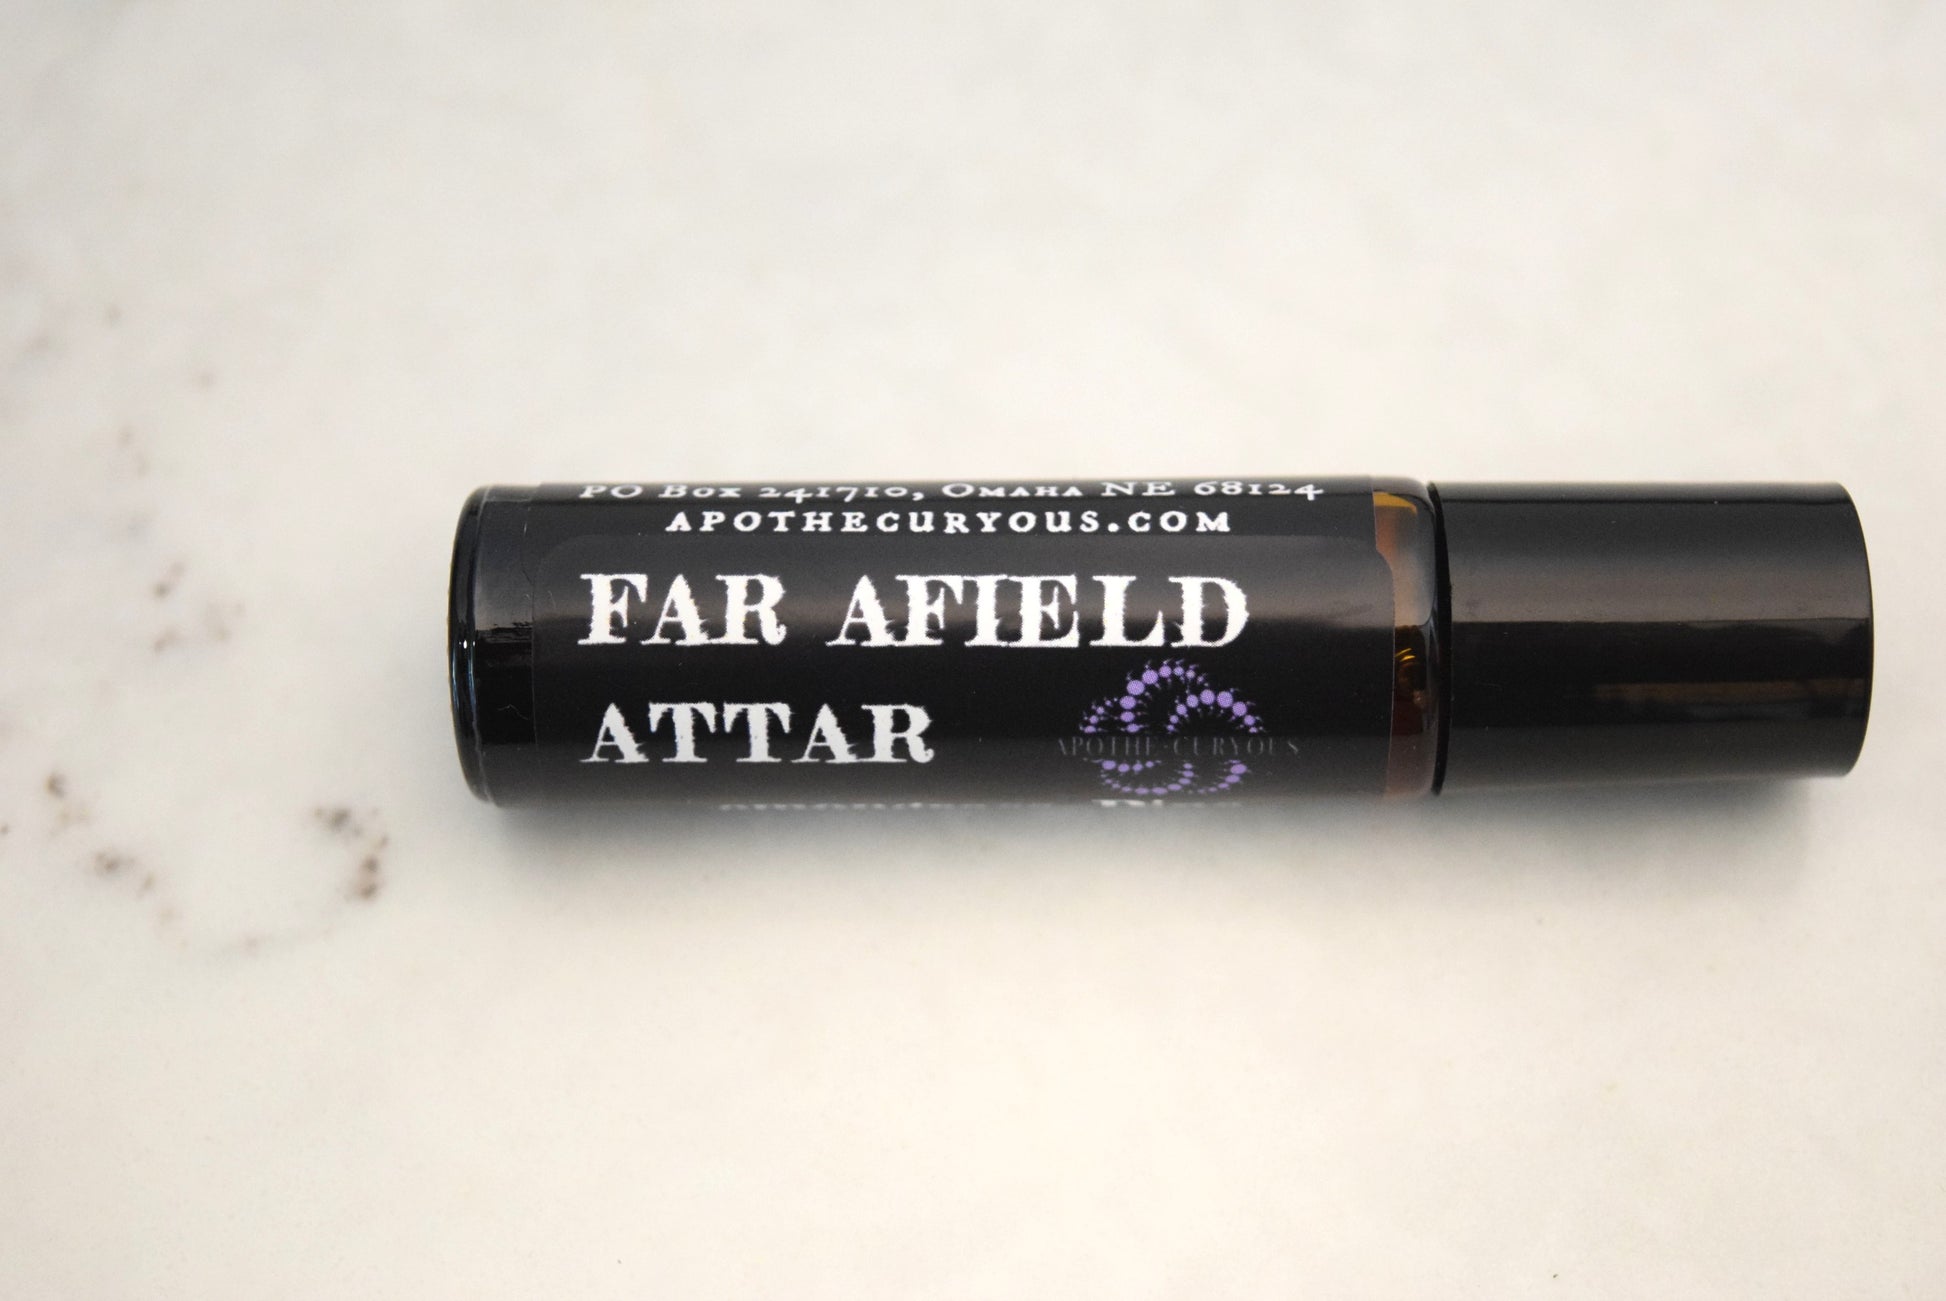 PO Box 241710, Omaha NE 68124
APOTHECURYOUS.COM
FAR AFIELD
ATTAR
APOTHE·CURYOUS